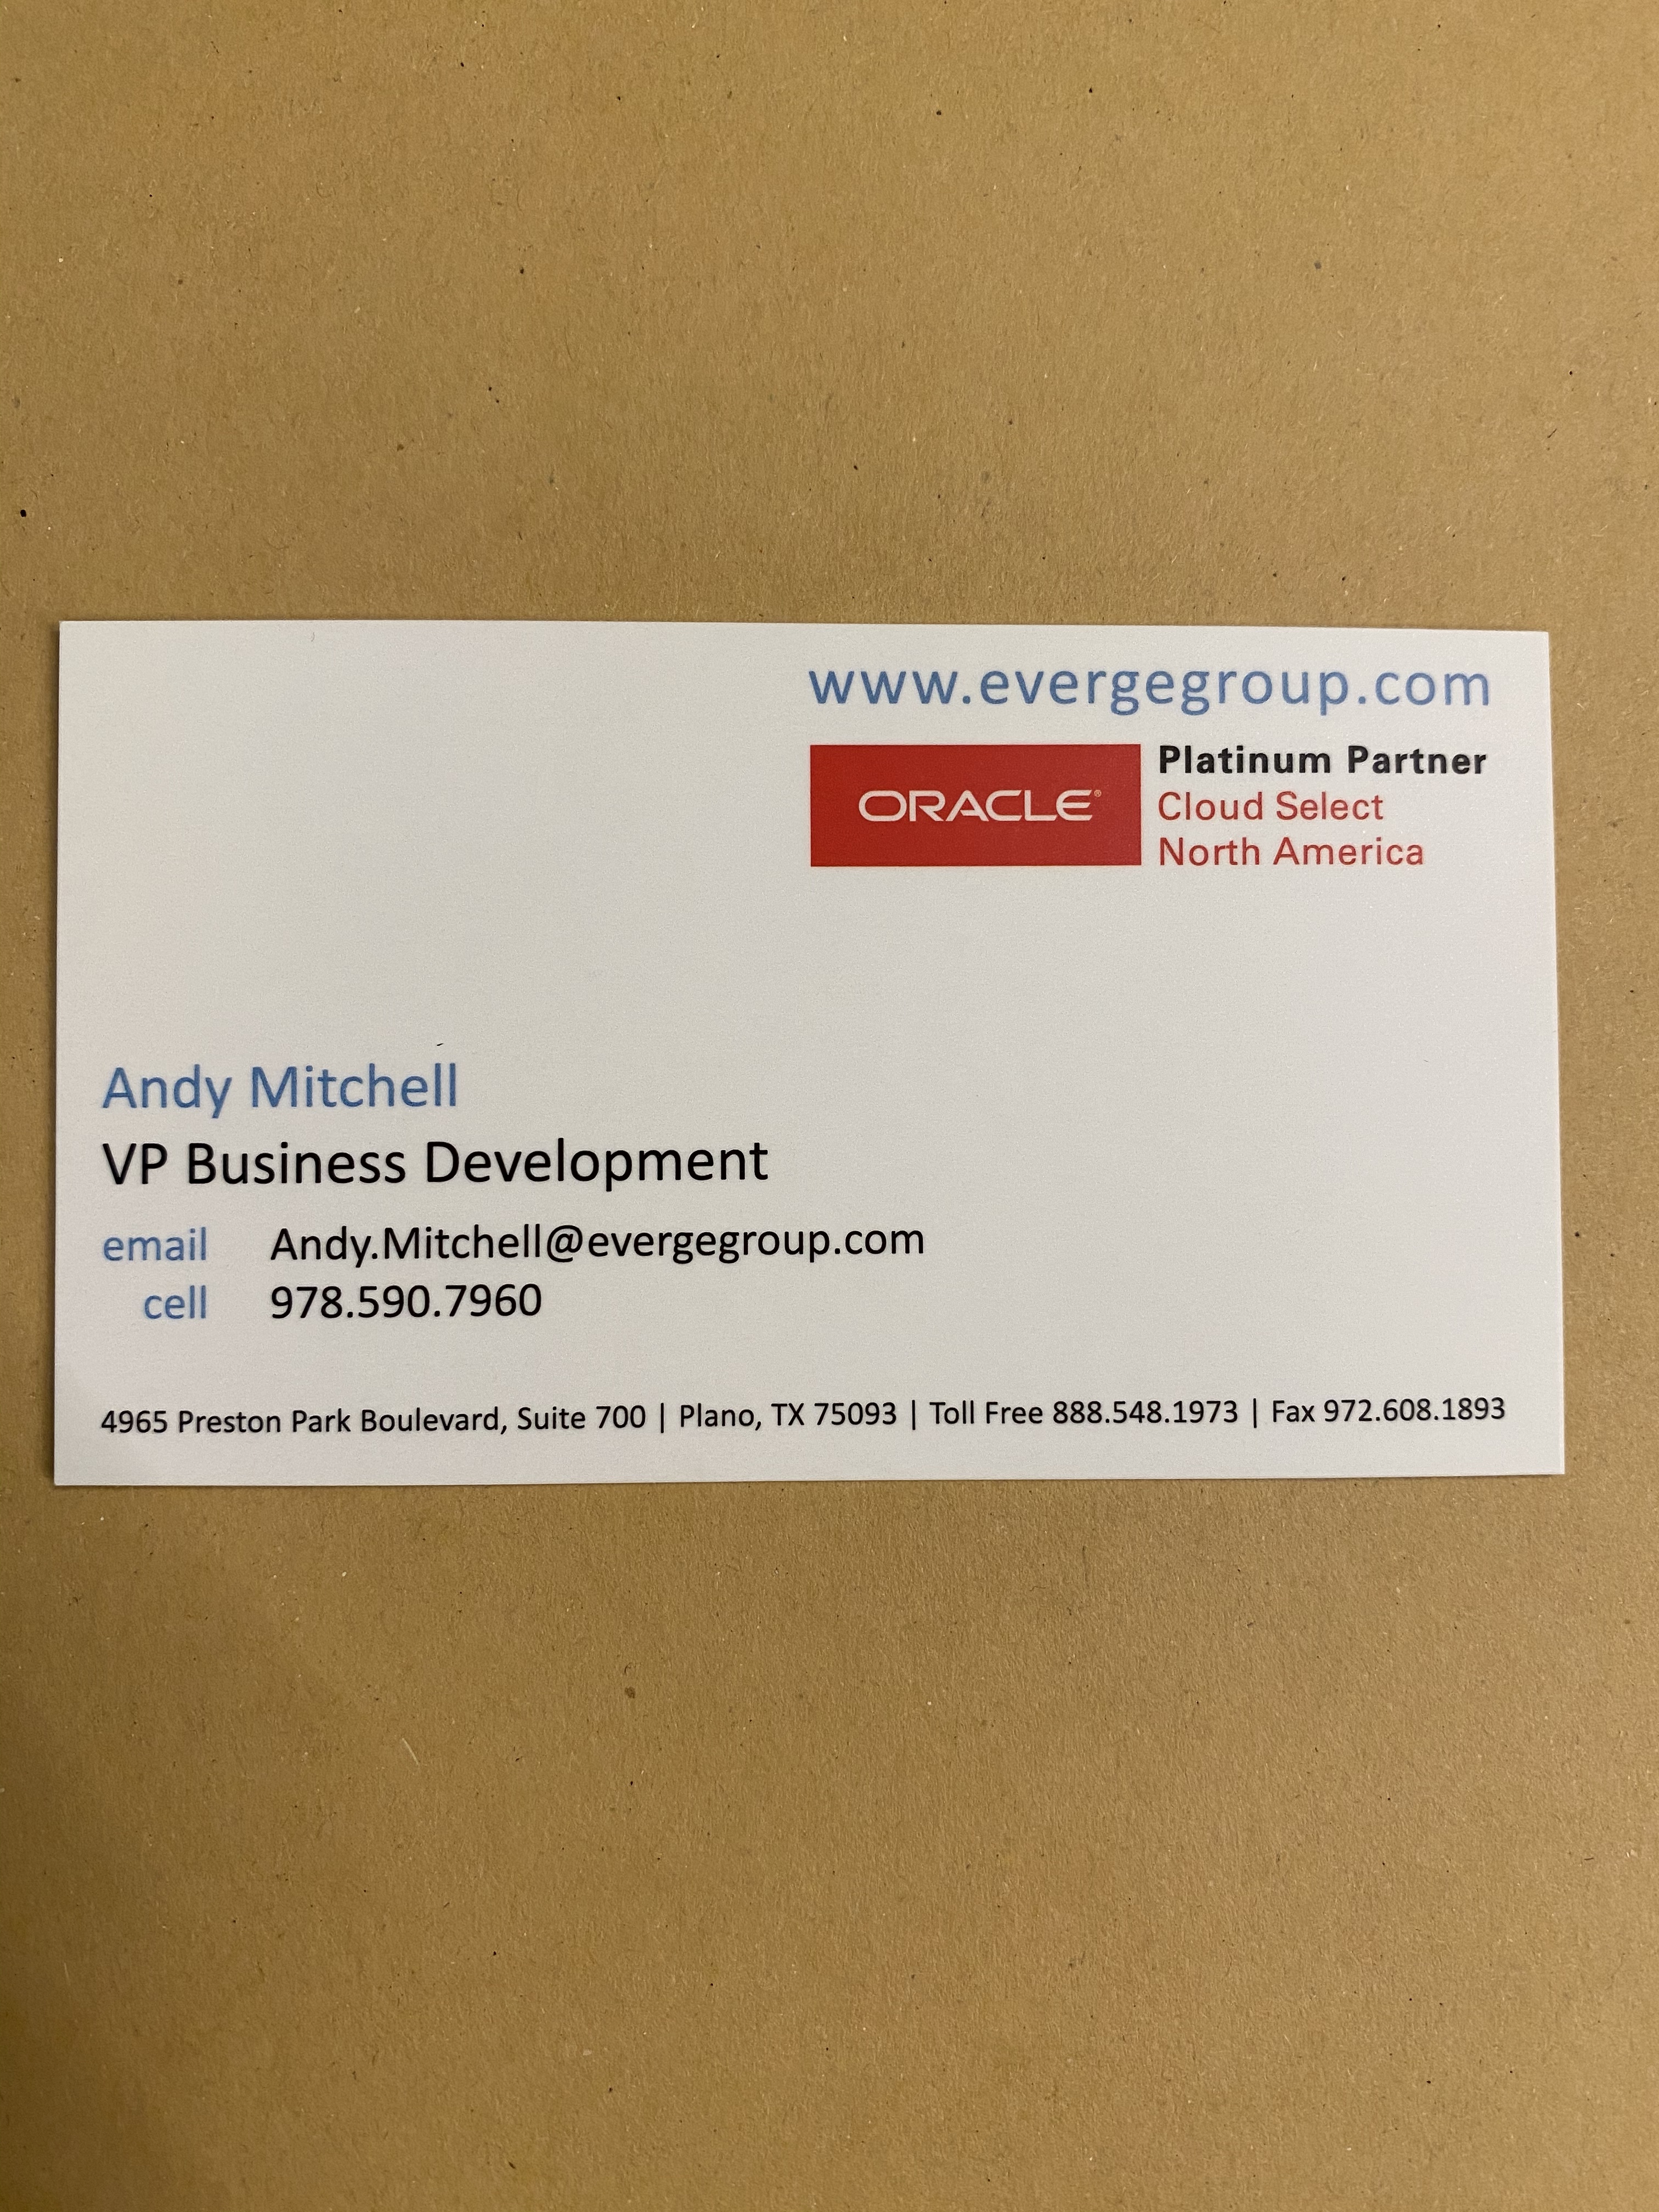 www.evergegroup.com
ORACLE®
Platinum Partner
Cloud Select
North America
Andy Mitchell
VP Business Development
email Andy.Mitchell@evergegroup.com
cell 978.590.7960
4965 Preston Park Boulevard, Suite 700 | Plano, TX 75093 | Toll Free 888.548.1973 | Fax 972.608.1893